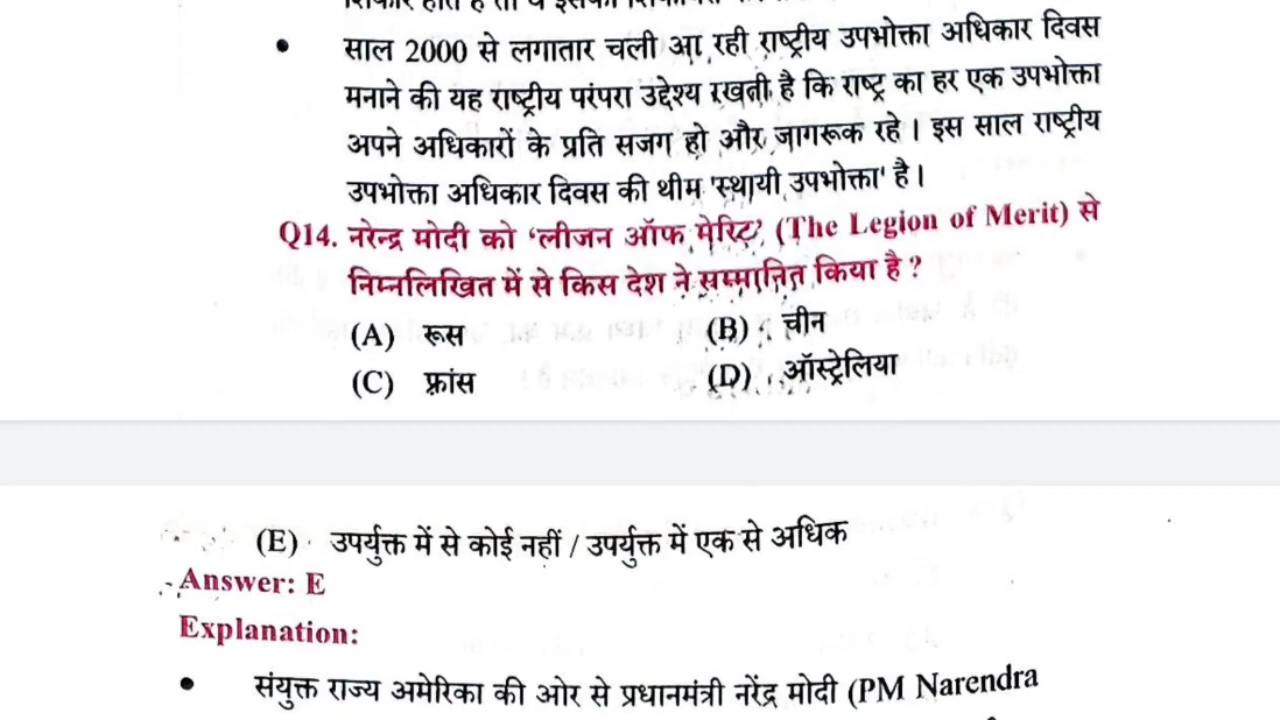 साल 2000 से लगातार चली आ रही राष्ट्रीय उपभोक्ता अधिकार दिवस
मनाने की यह राष्ट्रीय परंपरा उद्देश्य रखती है कि राष्ट्र का हर एक उपभोक्ता
अपने अधिकारों के प्रति सजग हो और जागरूक रहे। इस साल राष्ट्रीय
उपभोक्ता अधिकार दिवस की थीम 'स्थायी उपभोक्ता' है।
Q14. नरेन्द्र मोदी को ‘लीजन ऑफ मेरिट’ (The Legion of Merit) से
निम्नलिखित में से किस देश ने सम्मानित किया है ?
(A) रूस (B) चीन
(C) फ्रांस (D) ऑस्ट्रेलिया
(E) उपर्युक्त में से कोई नहीं / उपर्युक्त में एक से अधिक
Answer: E
Explanation:
संयुक्त राज्य अमेरिका की ओर से प्रधानमंत्री नरेंद्र मोदी (PM Narendra